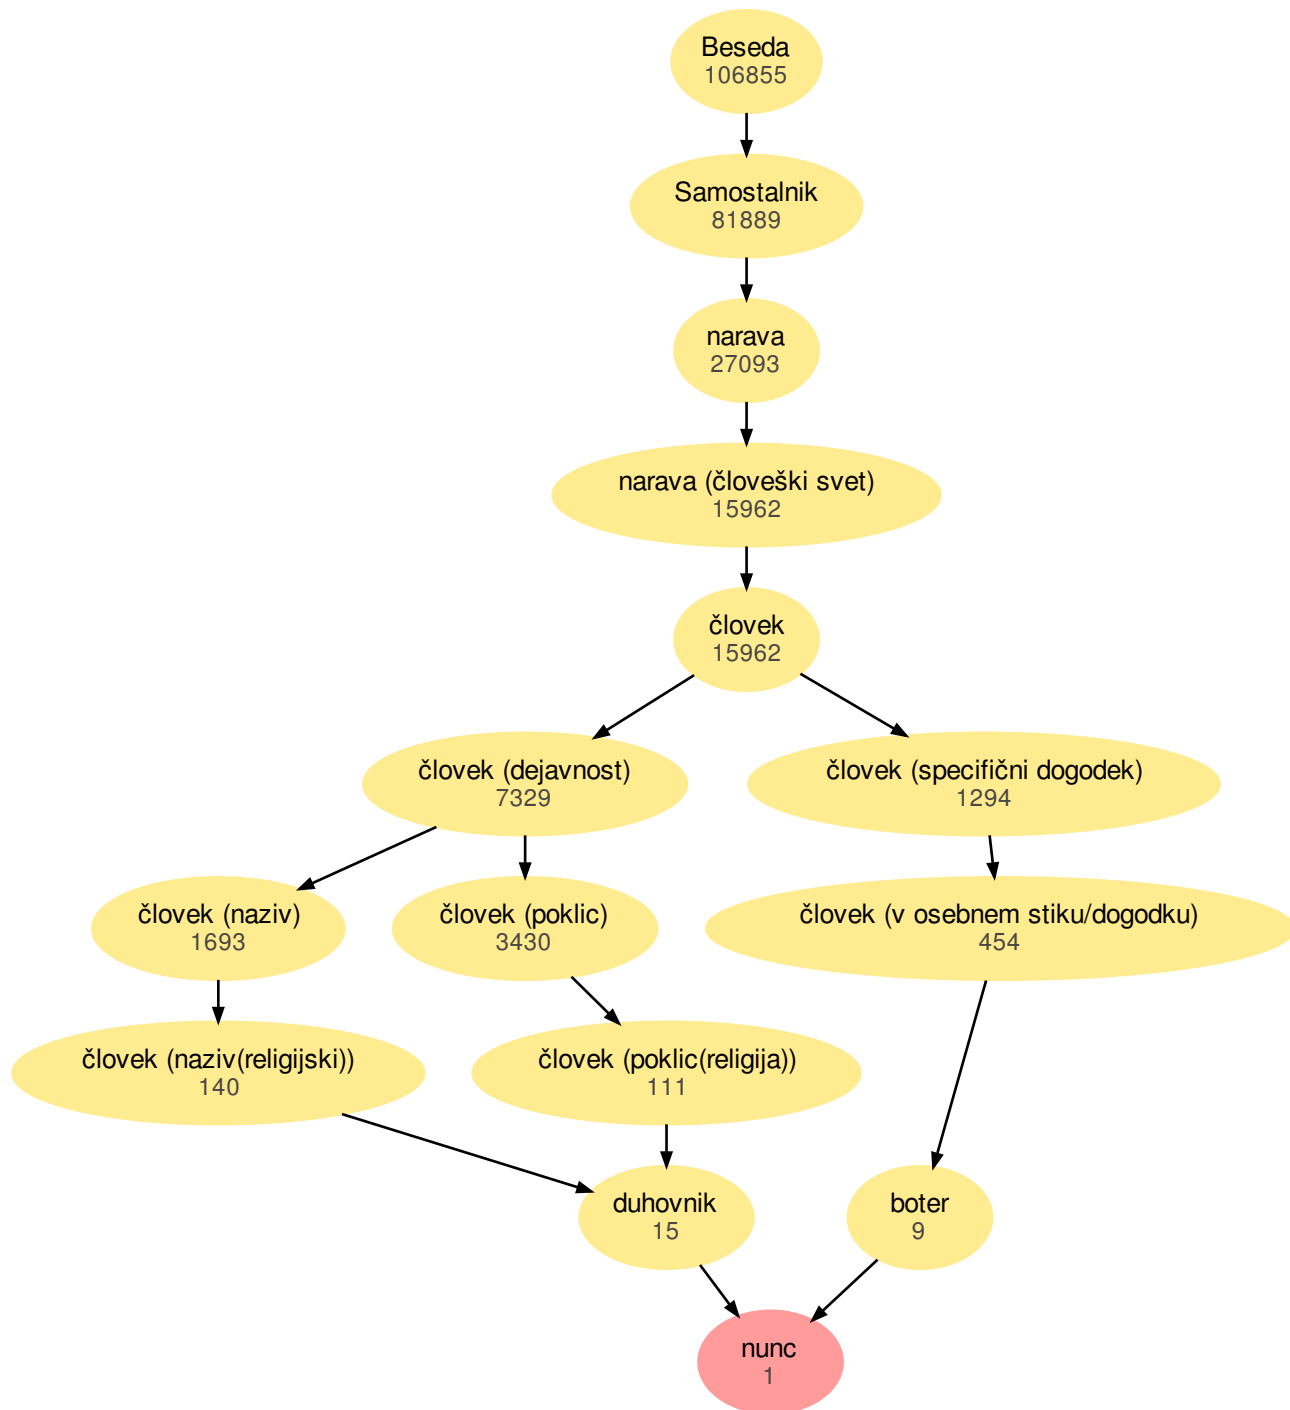 Beseda
106855
Samostalnik
81889
narava
27093
narava (človeški svet)
15962
človek
15962
človek (dejavnost)
7329
človek (specifični dogodek)
1294
človek (naziv)
1693
človek (poklic)
3430
človek (v osebnem stiku/dogodku)
454
človek (naziv(religijski))
140
človek (poklic(religija))
111
duhovnik
15
boter
9
nunc
1